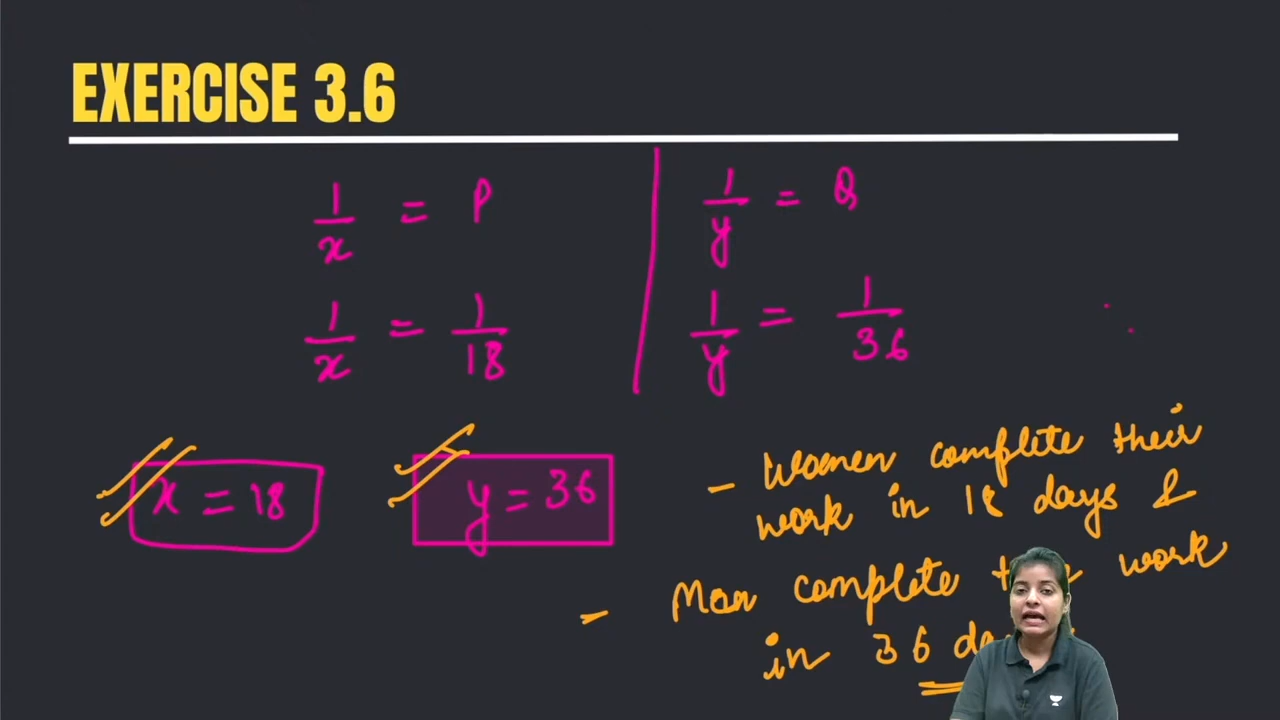 EXERCISE 3.6
1/x = P
1/y = Q
1/x = 1/18
1/y = 1/36
x = 18
y = 36
- Women complete their
work in 18 days &
- Man complete work
in 36